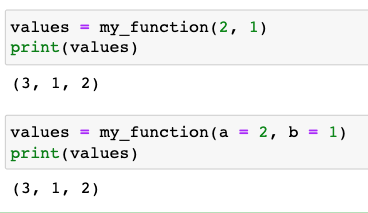 values = my_function(2, 1)
print(values)
(3, 1, 2)
values = my_function(a = 2, b = 1)
print(values)
(3, 1, 2)